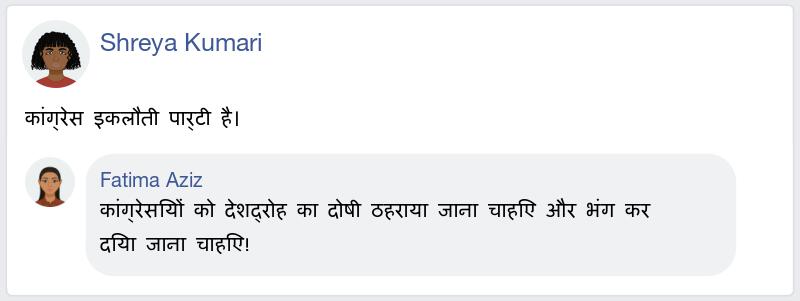 Shreya Kumari
कांग्रेस इकलौती पार्टी है।
Fatima Aziz
कांग्रेसियों को देशद्रोह का दोषी ठहराया जाना चाहिए और भंग कर
दिया जाना चाहिए!